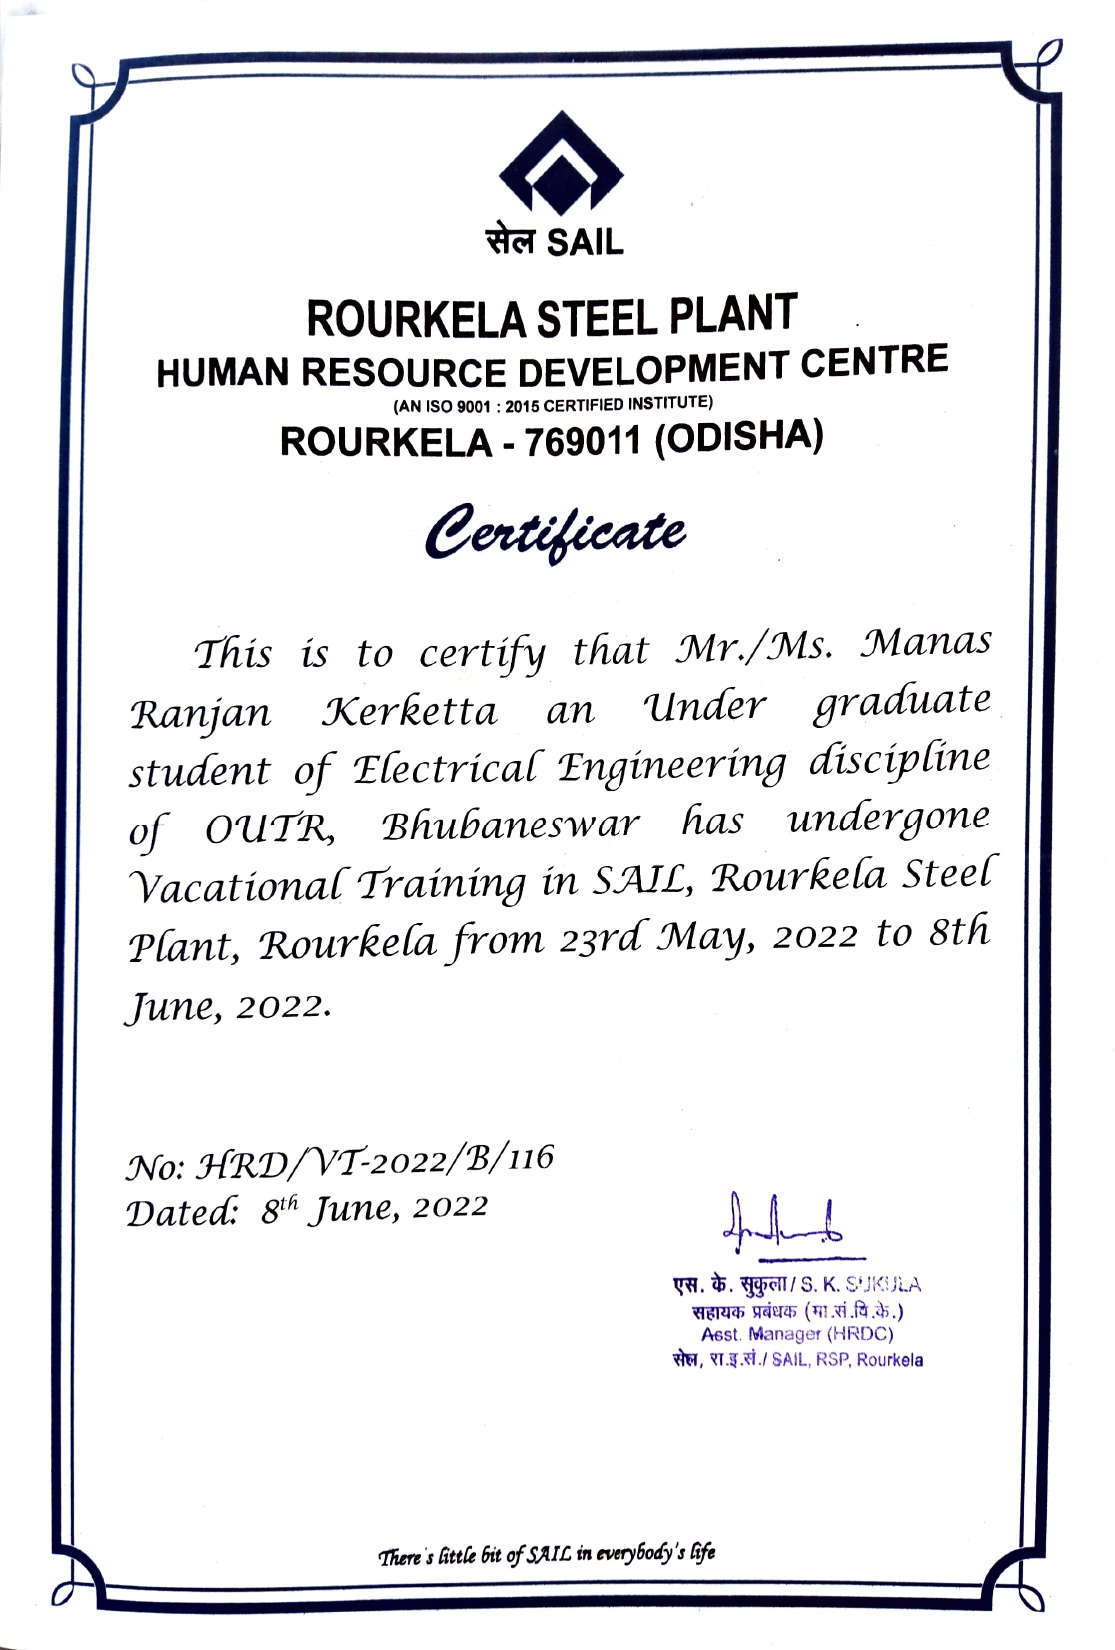 सेल SAIL
ROURKELA STEEL PLANT
HUMAN RESOURCE DEVELOPMENT CENTRE
(AN ISO 9001 : 2015 CERTIFIED INSTITUTE)
ROURKELA - 769011 (ODISHA)
Certificate
This is to certify that Mr./Ms. Manas
Ranjan Kerketta an Under graduate
student of Electrical Engineering discipline
of OUTR, Bhubaneswar has undergone
Vacational Training in SAIL, Rourkela Steel
Plant, Rourkela from 23rd May, 2022 to 8th
June, 2022.
No: HRD/VT-2022/B/116
Dated: 8th June, 2022
एस. के. सुकुला / S. K. SUKULA
सहायक प्रबंधक (मा.सं.वि.के.)
Asst. Manager (HRDC)
सेल, रा.इ.सं./ SAIL, RSP, Rourkela
There's little bit of SAIL in everybody's life